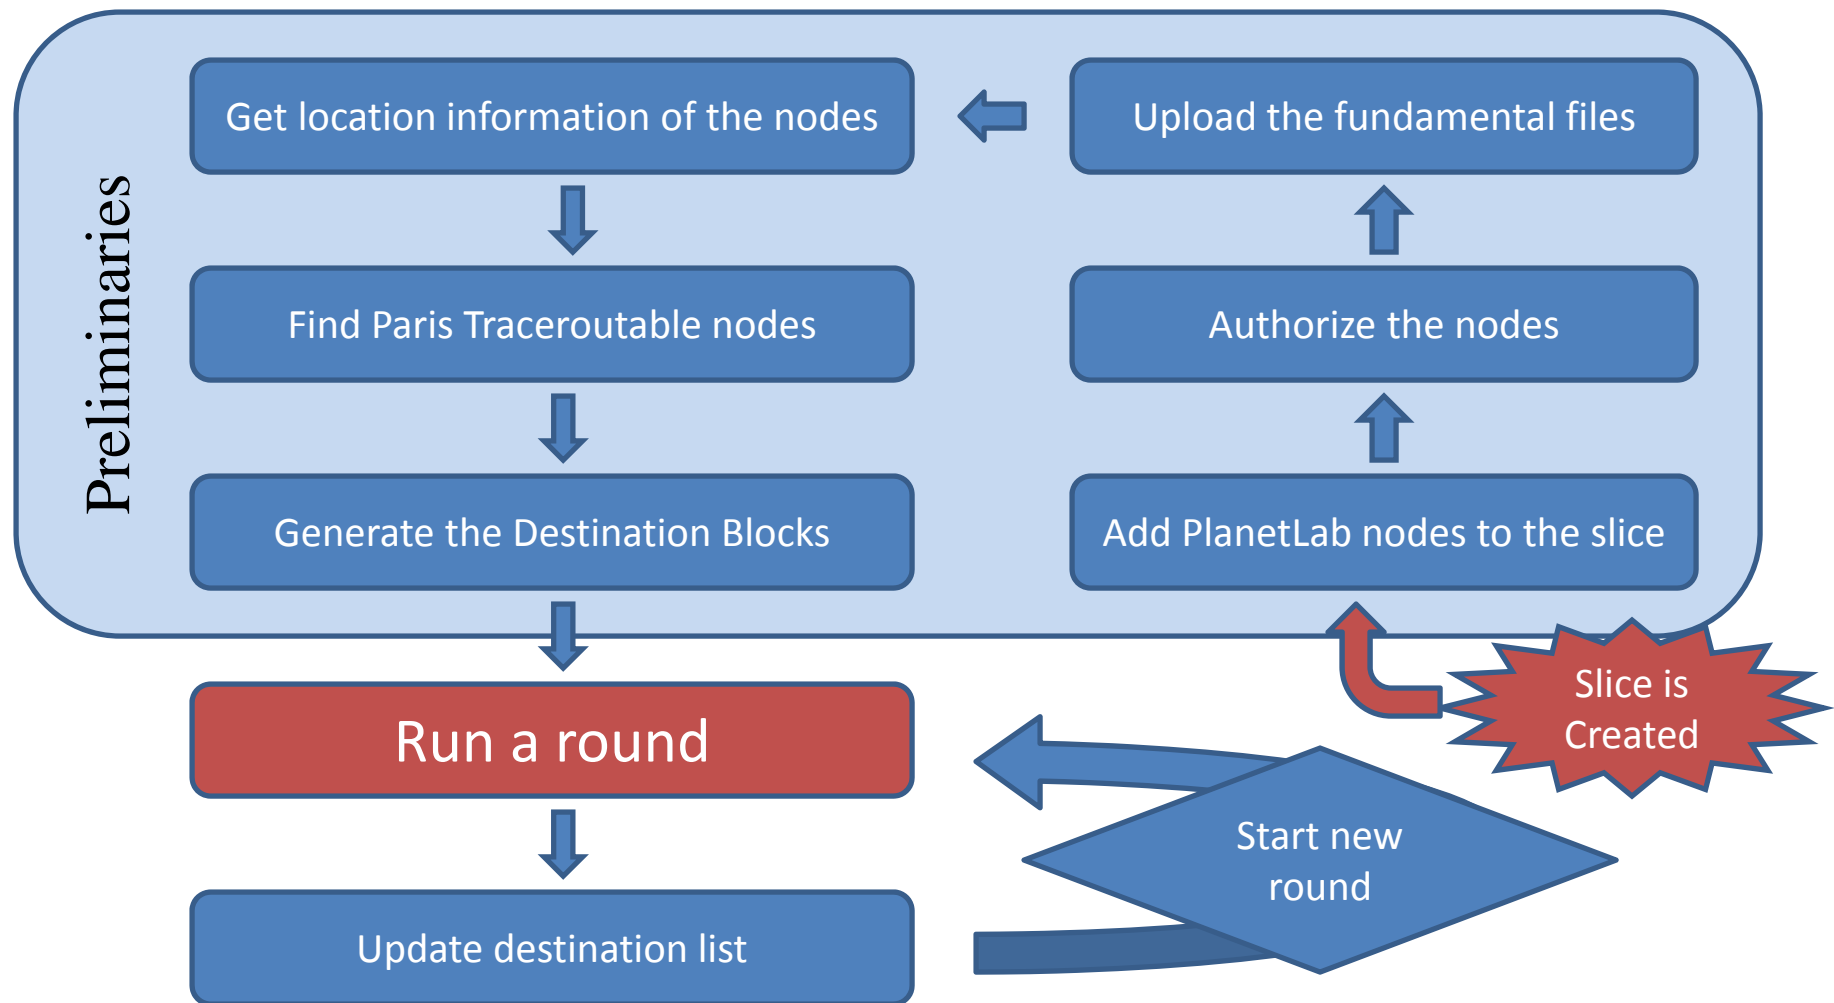 Preliminaries
Get location information of the nodes
Upload the fundamental files
Find Paris Traceroutable nodes
Authorize the nodes
Generate the Destination Blocks
Add PlanetLab nodes to the slice
Slice is
Created
Run a round
Start new
round
Update destination list